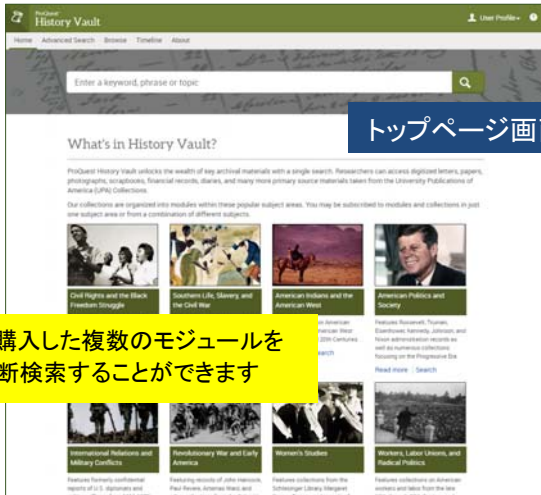 ProQuest
History Vault
User Profile
Home Advanced Search Browse Timeline About
Enter a keyword, phrase or topic
トップページ画
What's in History Vault?
ProQuest History Vault unlocks the wealth of key archival materials with a single search. Researchers can access digitized letters, papers,
photographs, scrapbooks, financial records, diaries, and many more primary source materials taken from the University Publications of
America (UPA) Collections.
Our collections are organized into modules within these popular subject areas. You may be subscribed to modules and collections in just
one subject area or from a combination of different subjects.
Civil Rights and the Black
Freedom Struggle
Southern Life, Slavery, and
the Civil War
American Indians and the
American West
American Politics and
Society
on American
American West
20th Centuries
Features Roosevelt, Truman,
Eisenhower, Kennedy, Johnson, and
Nixon administration records as
well as numerous collections
focusing on the Progressive Era
Read more Search
購入した複数のモジュールを
断検索することができます
International Relations and
Military Conflicts
Revolutionary War and Early
America
Women's Studies
Workers, Labor Unions, and
Radical Politics
Features formerly confidential
reports of U.S. diplomats and
Featuring records of John Hancock,
Paul Revere, Artemas Ward, and
Features collections from the
Schlesinger Library, Margaret
Features collections on American
workers and labor from the late